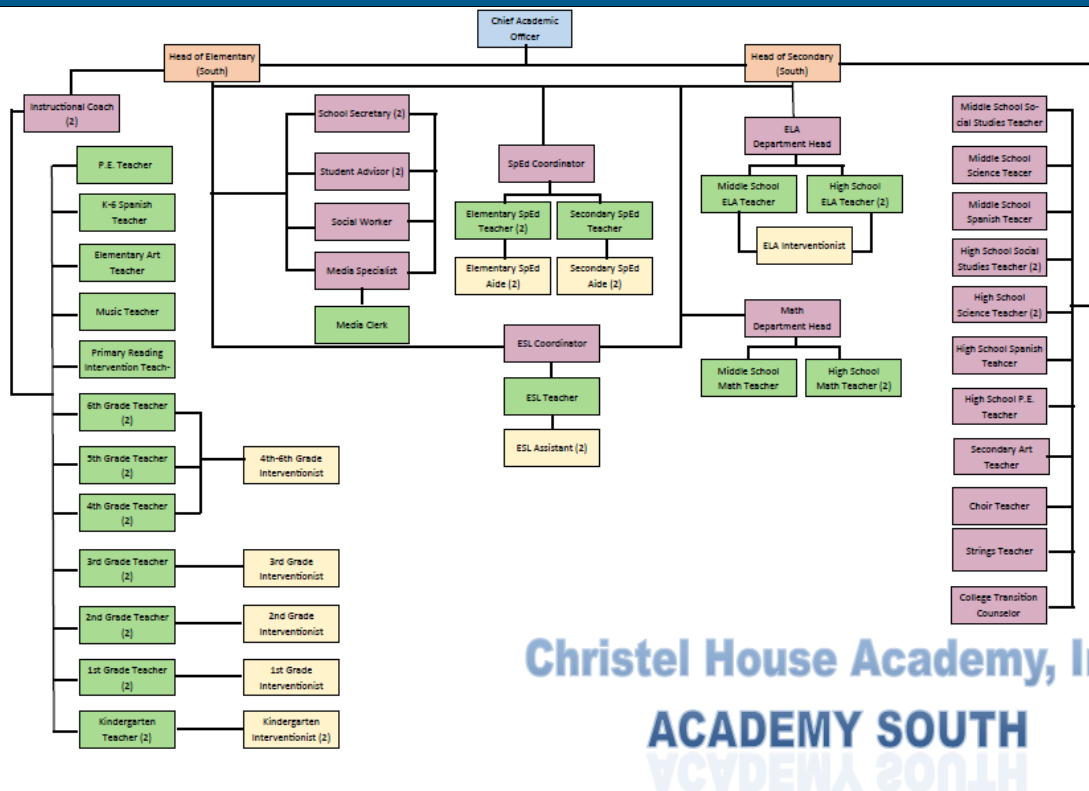 Chief Academic
Officer
Head of Elementary
(South)
Head of Secondary
(South)
Instructional Coach
(2)
P.E. Teacher
K-6 Spanish
Teacher
Elementary Art
Teacher
Music Teacher
Primary Reading
Intervention Teach-
6th Grade Teacher
(2)
5th Grade Teacher
(2)
4th Grade Teacher
(2)
3rd Grade Teacher
(2)
2nd Grade Teacher
(2)
1st Grade Teacher
(2)
Kindergarten
Teacher (2)
4th-6th Grade
Interventionist
3rd Grade
Interventionist
2nd Grade
Interventionist
1st Grade
Interventionist
Kindergarten
Interventionist (2)
School Secretary (2)
Student Advisor (2)
Social Worker
Media Specialist
Media Clerk
SpEd Coordinator
Elementary SpEd
Teacher (2)
Secondary SpEd
Teacher
Elementary SpEd
Aide (2)
Secondary SpEd
Aide (2)
ESL Coordinator
ESL Teacher
ESL Assistant (2)
ELA
Department Head
Middle School
ELA Teacher
High School
ELA Teacher (2)
ELA Interventionist
Math
Department Head
Middle School
Math Teacher
High School
Math Teacher (2)
Middle School So-
cial Studies Teacher
Middle School
Science Teacer
Middle School
Spanish Teacer
High School Social
Studies Teacher (2)
High School
Science Teacher (2)
High School Spanish
Teahcer
High School P.E.
Teacher
Secondary Art
Teacher
Choir Teacher
Strings Teacher
College Transition
Counselor
Christel House Academy, I
ACADEMY SOUTH